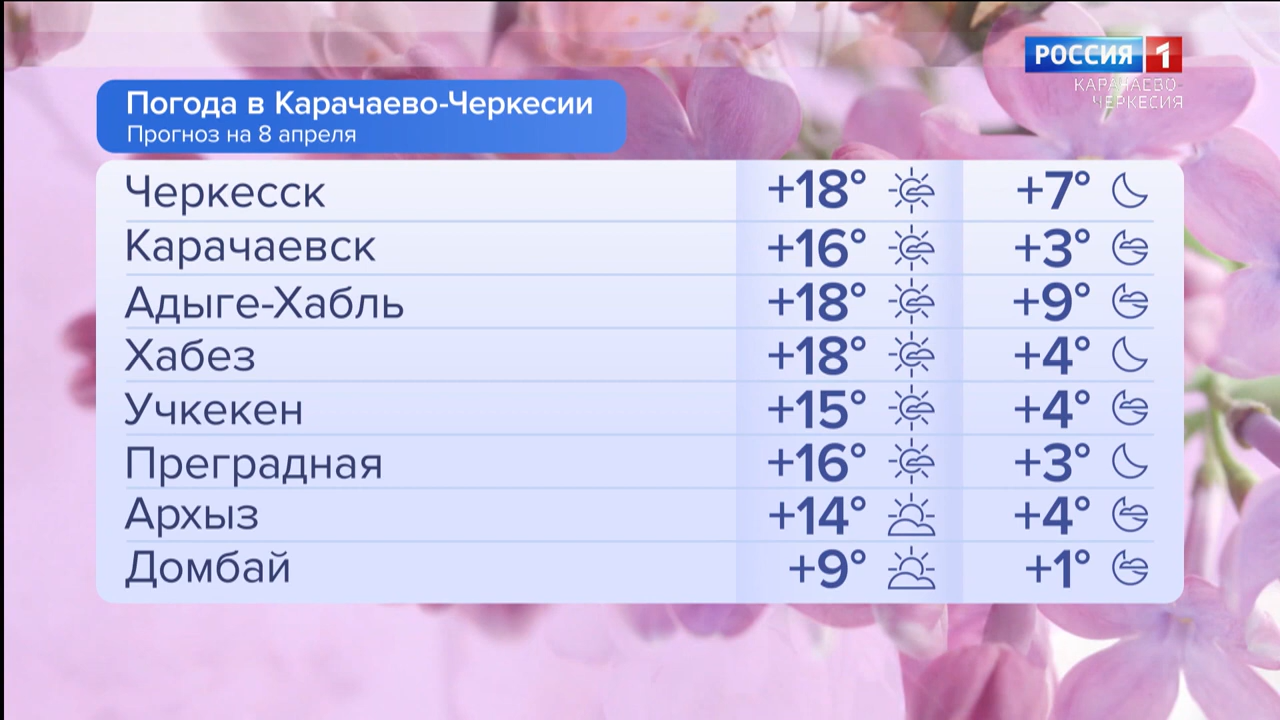 РОССИЯ 1
КАРАЧАЕВО-
ЧЕРКЕСИЯ
Погода в Карачаево-Черкесии
Прогноз на 8 апреля
Черкесск +18° +7°
Карачаевск +16° +3°
Адыге-Хабль +18° +9°
Хабез +18° +4°
Учкекен +15° +4°
Преградная +16° +3°
Архыз +14° +4°
Домбай +9° +1°